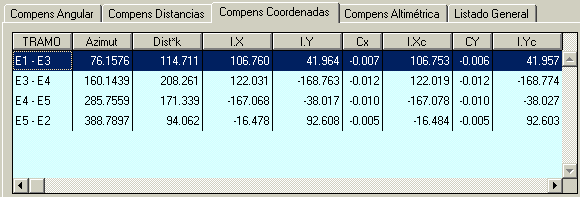 Compens Angular Compens Distancias Compens Coordenadas Compens Altimétrica Listado General
TRAMO Azimut Dist*k I.X I.Y Cx I.Xc CY I.Yc
E1 - E3 76.1576 114.711 106.760 41.964 -0.007 106.753 -0.006 41.957
E3 - E4 160.1439 208.261 122.031 -168.763 -0.012 122.019 -0.012 -168.774
E4 - E5 285.7559 171.339 -167.068 -38.017 -0.010 -167.078 -0.010 -38.027
E5 - E2 388.7897 94.062 -16.478 92.608 -0.005 -16.484 -0.005 92.603